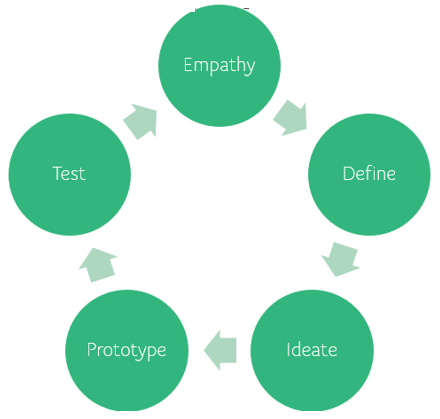 Empathy
Define
Ideate
Prototype
Test